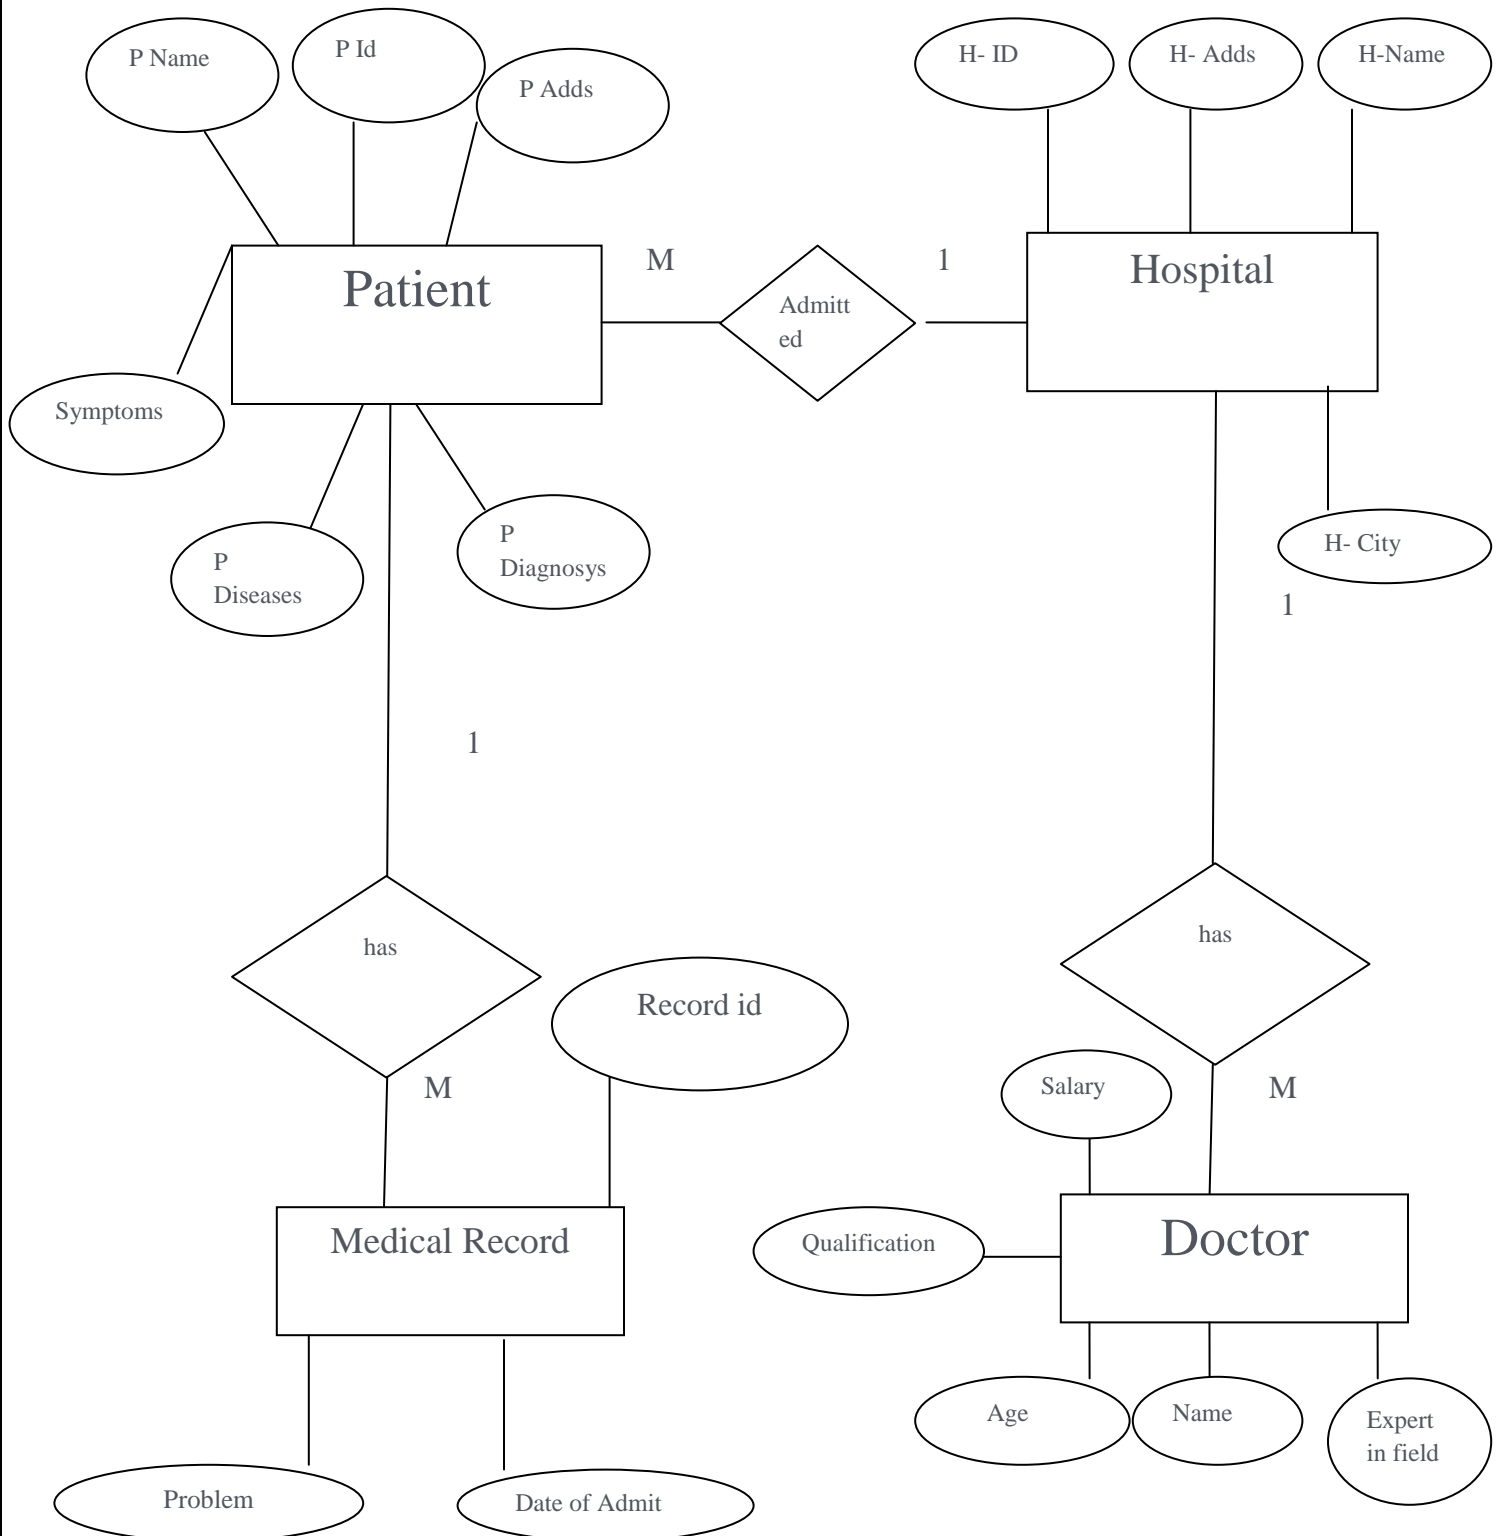 P Name
P Id
P Adds
H- ID
H- Adds
H-Name
Patient
M
Admitt
ed
1
Hospital
Symptoms
P
Diseases
P
Diagnosys
H- City
1
1
has
has
Record id
M
Salary
M
Medical Record
Qualification
Doctor
Age
Name
Expert
in field
Problem
Date of Admit